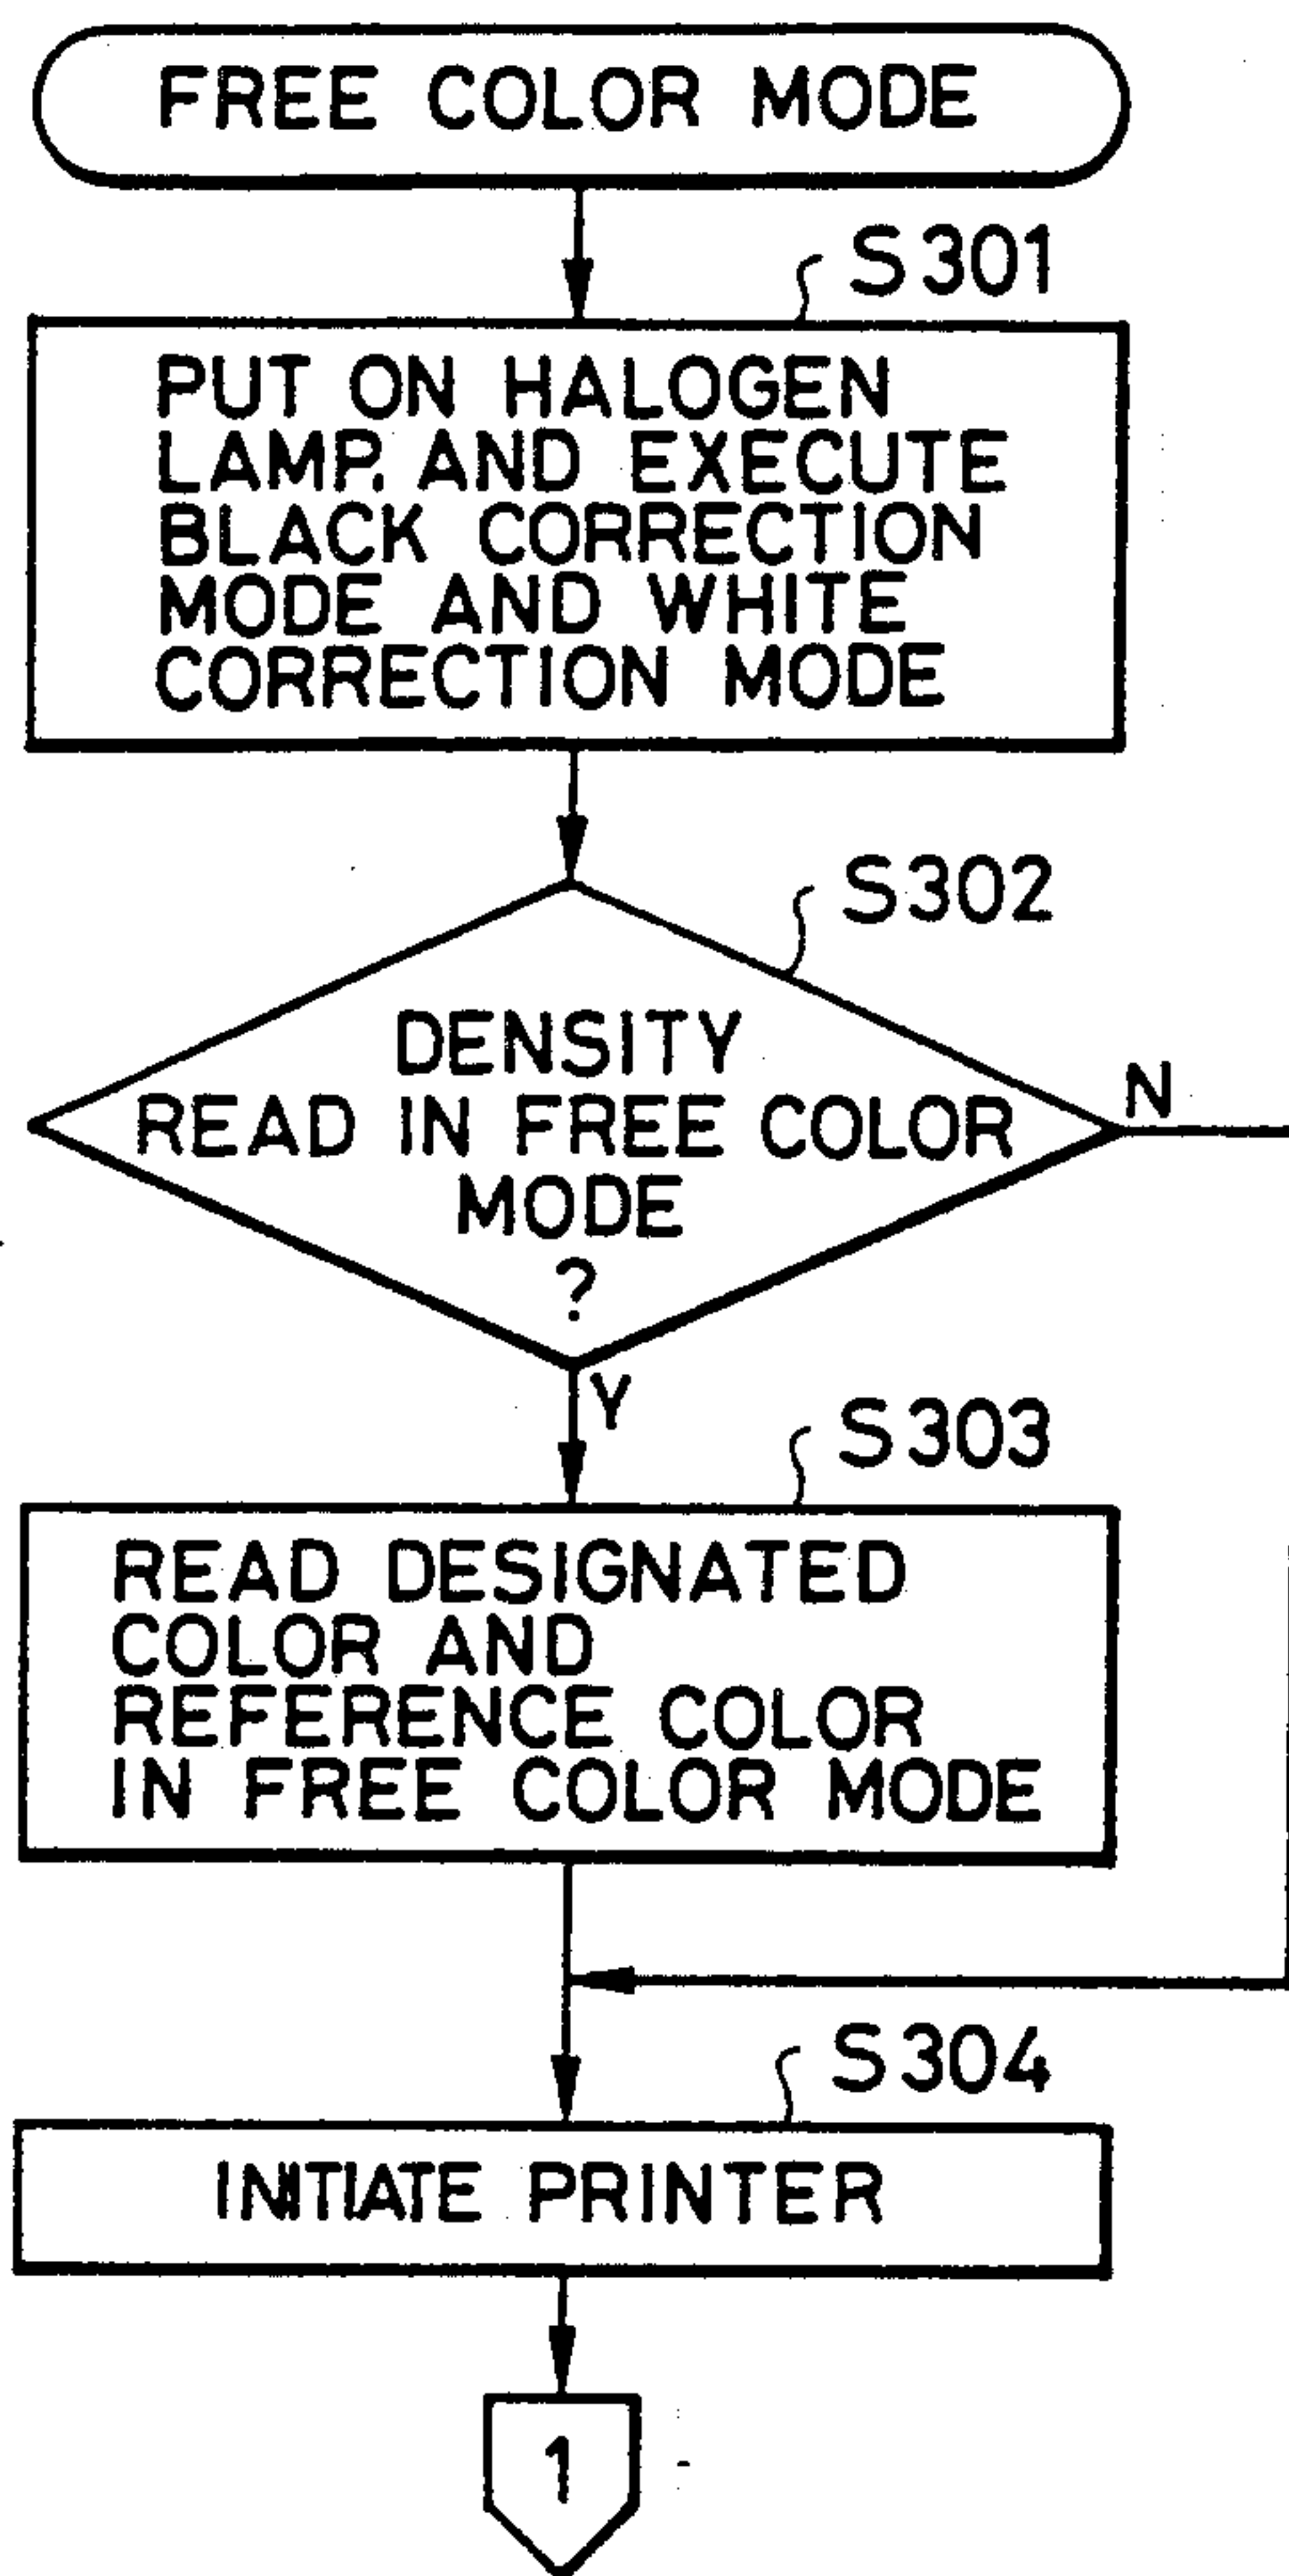 FREE COLOR MODE
S301
PUT ON HALOGEN
LAMP, AND EXECUTE
BLACK CORRECTION
MODE AND WHITE
CORRECTION MODE
S302
DENSITY
READ IN FREE COLOR
MODE
?
N
Y
S303
READ DESIGNATED
COLOR AND
REFERENCE COLOR
IN FREE COLOR MODE
S304
INITIATE PRINTER
1